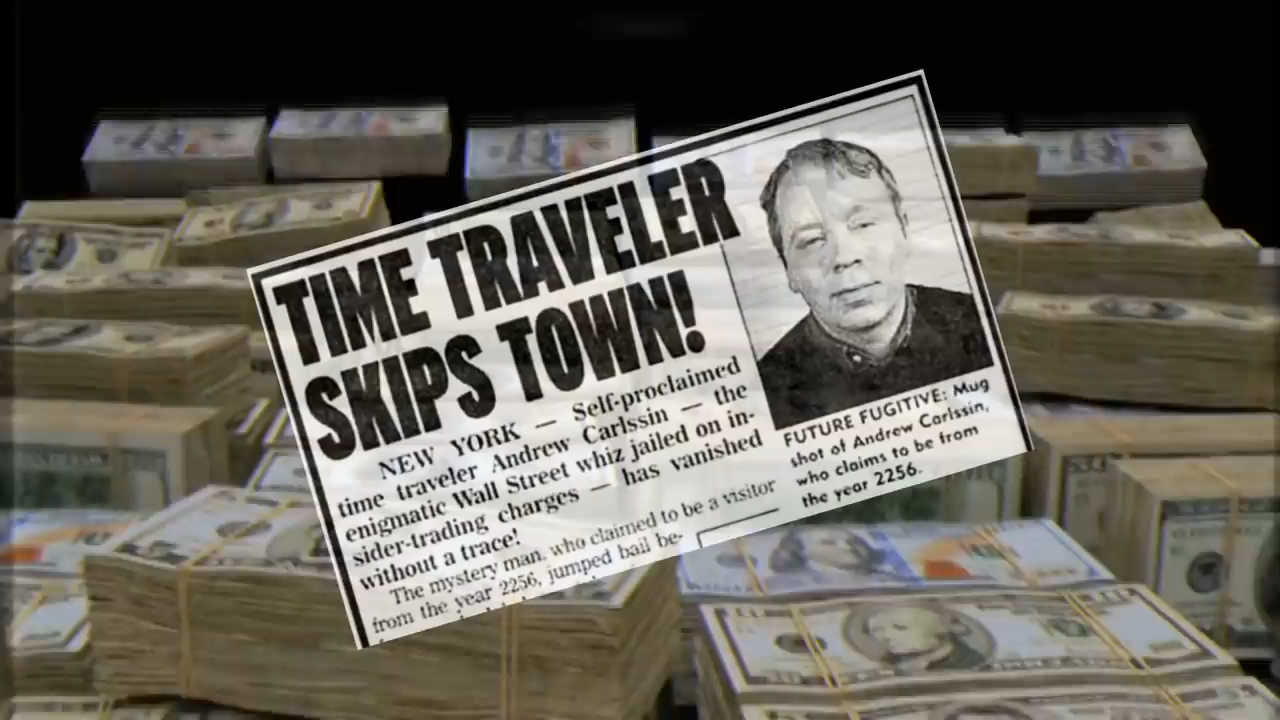 TIME TRAVELER
SKIPS TOWN!
NEW YORK — Self-proclaimed
time traveler Andrew Carlssin — the
enigmatic Wall Street whiz jailed on in-
sider-trading charges — has vanished
without a trace!
The mystery man, who claimed to be a visitor
from the year 2256, jumped bail be-
FUTURE FUGITIVE: Mug
shot of Andrew Carlssin,
who claims to be from
the year 2256.